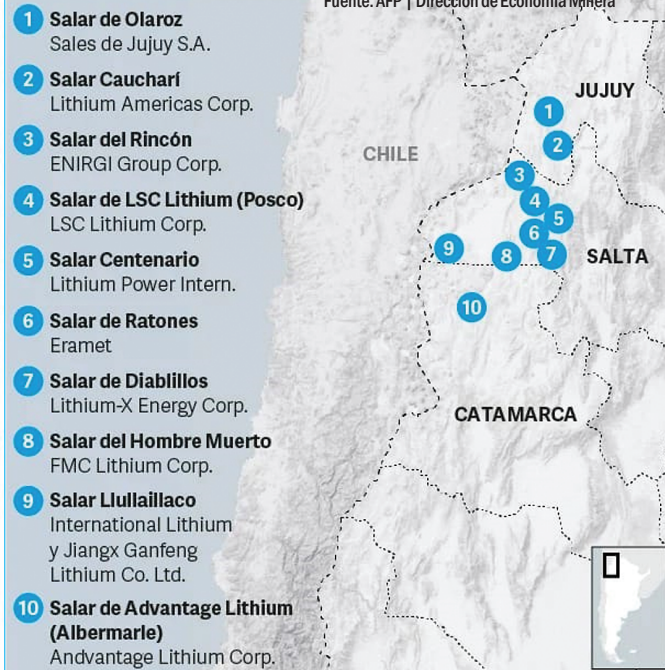 Fuente: AFP | Dirección de Economía Minera
1 Salar de Olaroz
Sales de Jujuy S.A.
2 Salar Caucharí
Lithium Americas Corp.
3 Salar del Rincón
ENIRGI Group Corp.
4 Salar de LSC Lithium (Posco)
LSC Lithium Corp.
5 Salar Centenario
Lithium Power Intern.
6 Salar de Ratones
Eramet
7 Salar de Diablillos
Lithium-X Energy Corp.
8 Salar del Hombre Muerto
FMC Lithium Corp.
9 Salar Llullaillaco
International Lithium
y Jiangx Ganfeng
Lithium Co. Ltd.
10 Salar de Advantage Lithium
(Albermarle)
Andvantage Lithium Corp.
JUJUY
1
2
CHILE
3
4
5
6
9
8
7
SALTA
10
CATAMARCA